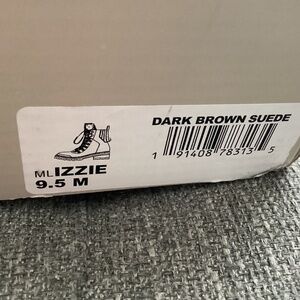 DARK BROWN SUEDE
1 91408 78313 5
MLIZZIE
9.5 M